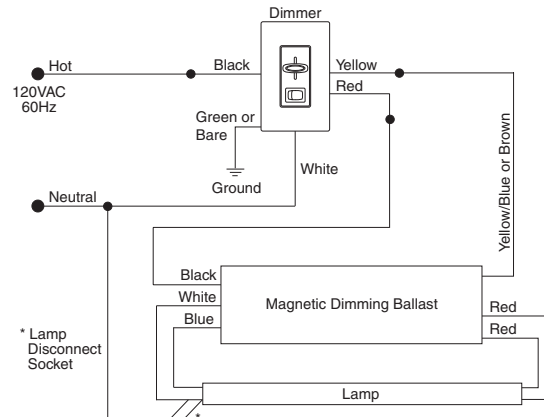 Dimmer
Hot
Black
Yellow
Red
120VAC
60Hz
Green or
Bare
White
Ground
Neutral
Yellow/Blue or Brown
Black
White
Blue
Magnetic Dimming Ballast
Red
Red
* Lamp
Disconnect
Socket
Lamp
*